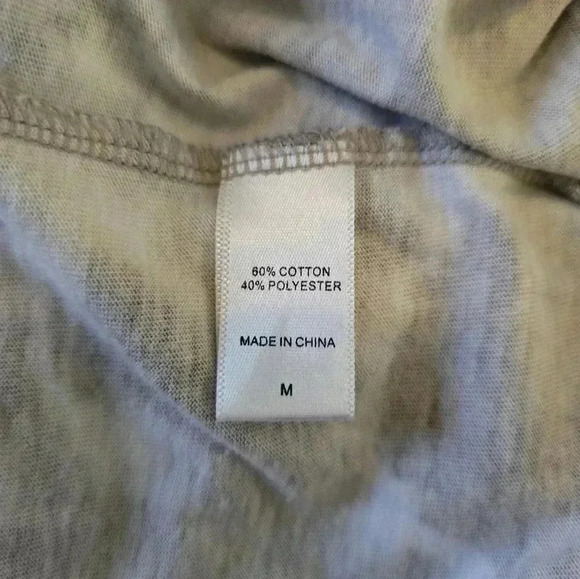 60% COTTON
40% POLYESTER
MADE IN CHINA
M